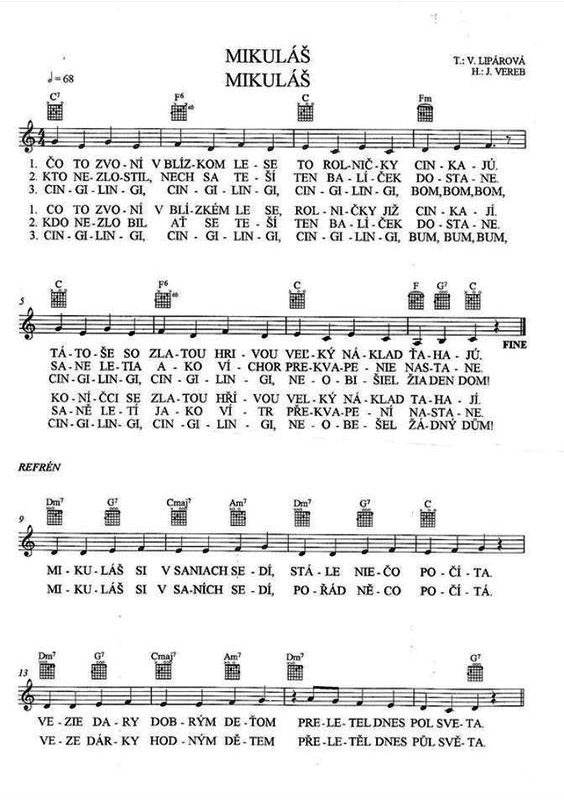 MIKULÁŠ
MIKULÁŠ
T.: V. LIPÁROVÁ
H.: J. VEREB
♩=68
C7 F6 C Fm
1. ČO TO ZVO - NÍ V BLÍZ-KOM LE - SE TO ROL-NIČ - KY CIN - KA - JÚ.
2. KTO NE-ZLO-STIL, NECH SA TE - ŠÍ TEN BA - LÍ - ČEK DO - STA - NE.
3. CIN - GI - LIN - GI, CIN - GI - LIN - GI, CIN - GI - LIN - GI, BOM, BOM, BOM,
1. CO TO ZVO - NÍ V BLÍZ-KÉM LE SE, ROL - NI - ČKY JIŽ CIN - KA - JÍ.
2. KDO NE-ZLO BIL AŤ SE TE - ŠÍ TEN BA - LÍ - ČEK DO - STA - NE.
3. CIN - GI - LIN - GI, CIN - GI - LIN - GI, CIN - GI - LIN - GI, BUM, BUM, BUM,
C F6 C F G7 C
5
FINE
TÁ - TO - ŠE SO ZLA - TOU HRI - VOU VEĽ - KÝ NÁ - KLAD ŤA - HA - JÚ.
SA - NE LE - TIA A - KO VÍ - CHOR PRE - KVA - PE - NIE NAS - TA - NE.
CIN - GI - LIN - GI, CIN - GI - LIN - GI, NE - O - BI - ŠIEL ŽIA DEN DOM!
KO - NÍ - ČCI SE ZLA - TOU HŘÍ - VOU VEL - KÝ NÁ - KLAD TA - HA - JÍ.
SA - NĚ LE - TÍ JA - KO VÍ - TR PŘE - KVA - PE - NÍ NA - STA - NE.
CIN - GI - LIN - GI, CIN - GI - LIN - GI, NE - O - BE - ŠEL ŽÁ - DNÝ DŮM!
REFRÉN
Dm7 G7 Cmaj7 Am7 Dm7 G7 C
9
MI - KU - LÁŠ SI V SANIACH SE - DÍ, STÁ - LE NIE - ČO PO - ČÍ - TA.
MI - KU - LÁŠ SI V SA - NÍCH SE - DÍ, PO - ŘÁD NĚ - CO PO - ČÍ - TÁ.
Dm7 G7 Cmaj7 Am7 Dm7 G7
13
VE - ZIE DA - RY DOB - RÝM DE - ŤOM PRE - LE - TEL DNES POL SVE - TA.
VE - ZE DÁR - KY HOD - NÝM DĚ - TEM PŘE - LE - TĚL DNES PŮL SVĚ - TA.